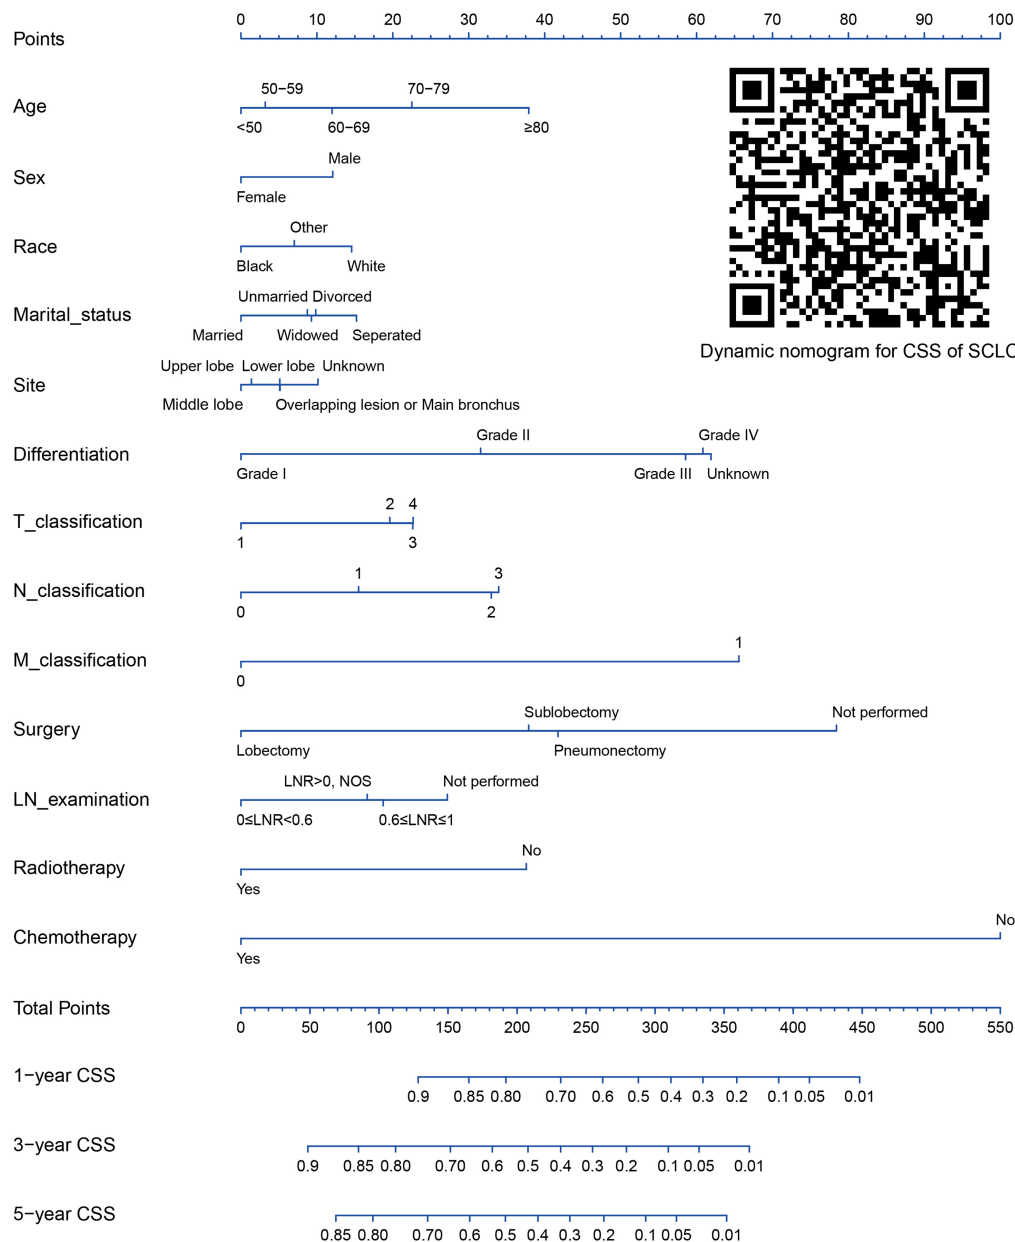 Points
0 10 20 30 40 50 60 70 80 90 100
50−59 70−79
Age
<50 60−69 ≥80
Male
Sex
Female
Other
Race
Black White
Unmarried Divorced
Marital_status
Married Widowed Seperated
Upper lobe Lower lobe Unknown
Site
Middle lobe Overlapping lesion or Main bronchus
Dynamic nomogram for CSS of SCLC
Grade II Grade IV
Differentiation
Grade I Grade III Unknown
2 4
T_classification
1 3
1 3
N_classification
0 2
1
M_classification
0
Sublobectomy Not performed
Surgery
Lobectomy Pneumonectomy
LNR>0, NOS Not performed
LN_examination
0≤LNR<0.6 0.6≤LNR≤1
No
Radiotherapy
Yes
No
Chemotherapy
Yes
Total Points
0 50 100 150 200 250 300 350 400 450 500 550
1−year CSS
0.9 0.85 0.80 0.70 0.6 0.5 0.4 0.3 0.2 0.1 0.05 0.01
3−year CSS
0.9 0.85 0.80 0.70 0.6 0.5 0.4 0.3 0.2 0.1 0.05 0.01
5−year CSS
0.85 0.80 0.70 0.6 0.5 0.4 0.3 0.2 0.1 0.05 0.01